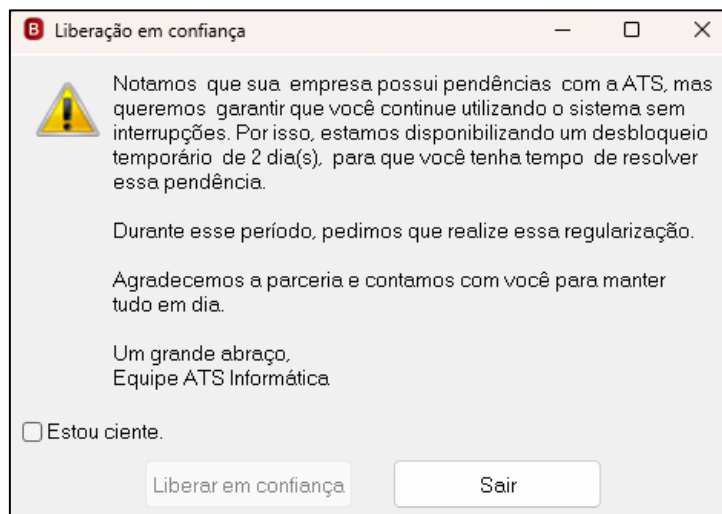 Liberação em confiança
Notamos que sua empresa possui pendências com a ATS, mas
queremos garantir que você continue utilizando o sistema sem
interrupções. Por isso, estamos disponibilizando um desbloqueio
temporário de 2 dia(s), para que você tenha tempo de resolver
essa pendência.
Durante esse período, pedimos que realize essa regularização.
Agradecemos a parceria e contamos com você para manter
tudo em dia.
Um grande abraço,
Equipe ATS Informática
Estou ciente.
Liberar em confiança
Sair